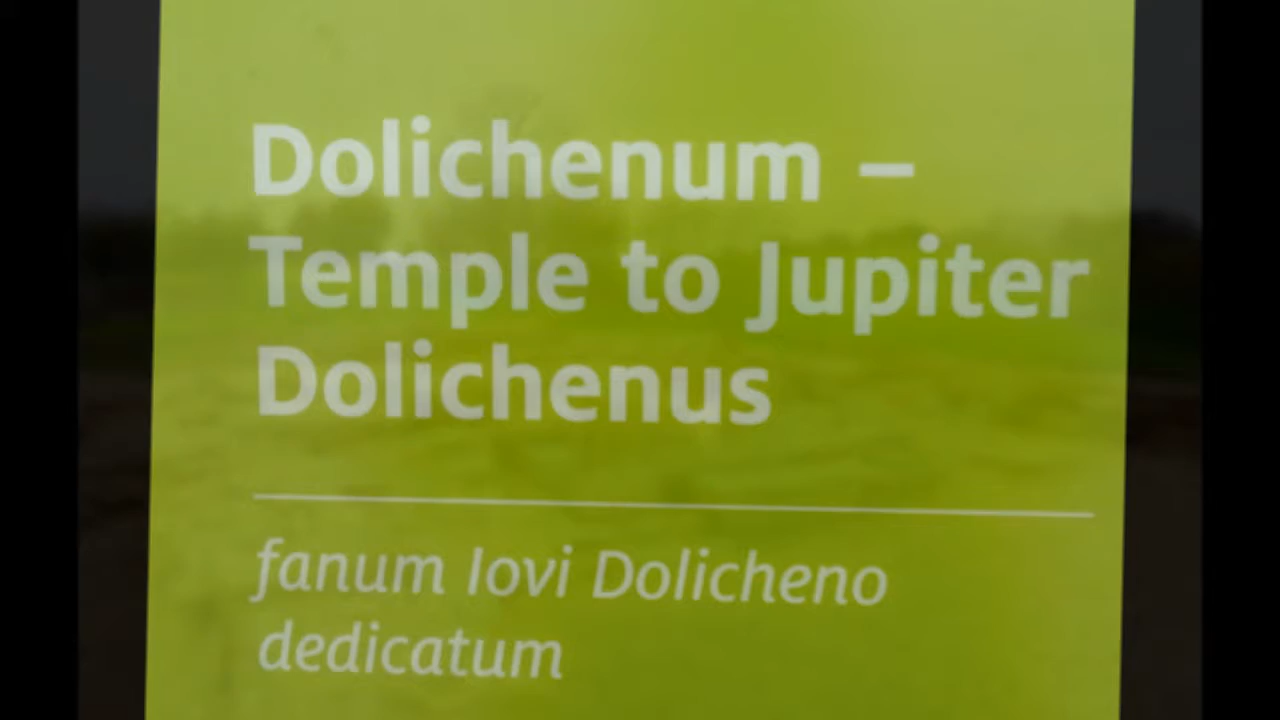 Dolichenum –
Temple to Jupiter
Dolichenus
fanum Iovi Dolicheno
dedicatum